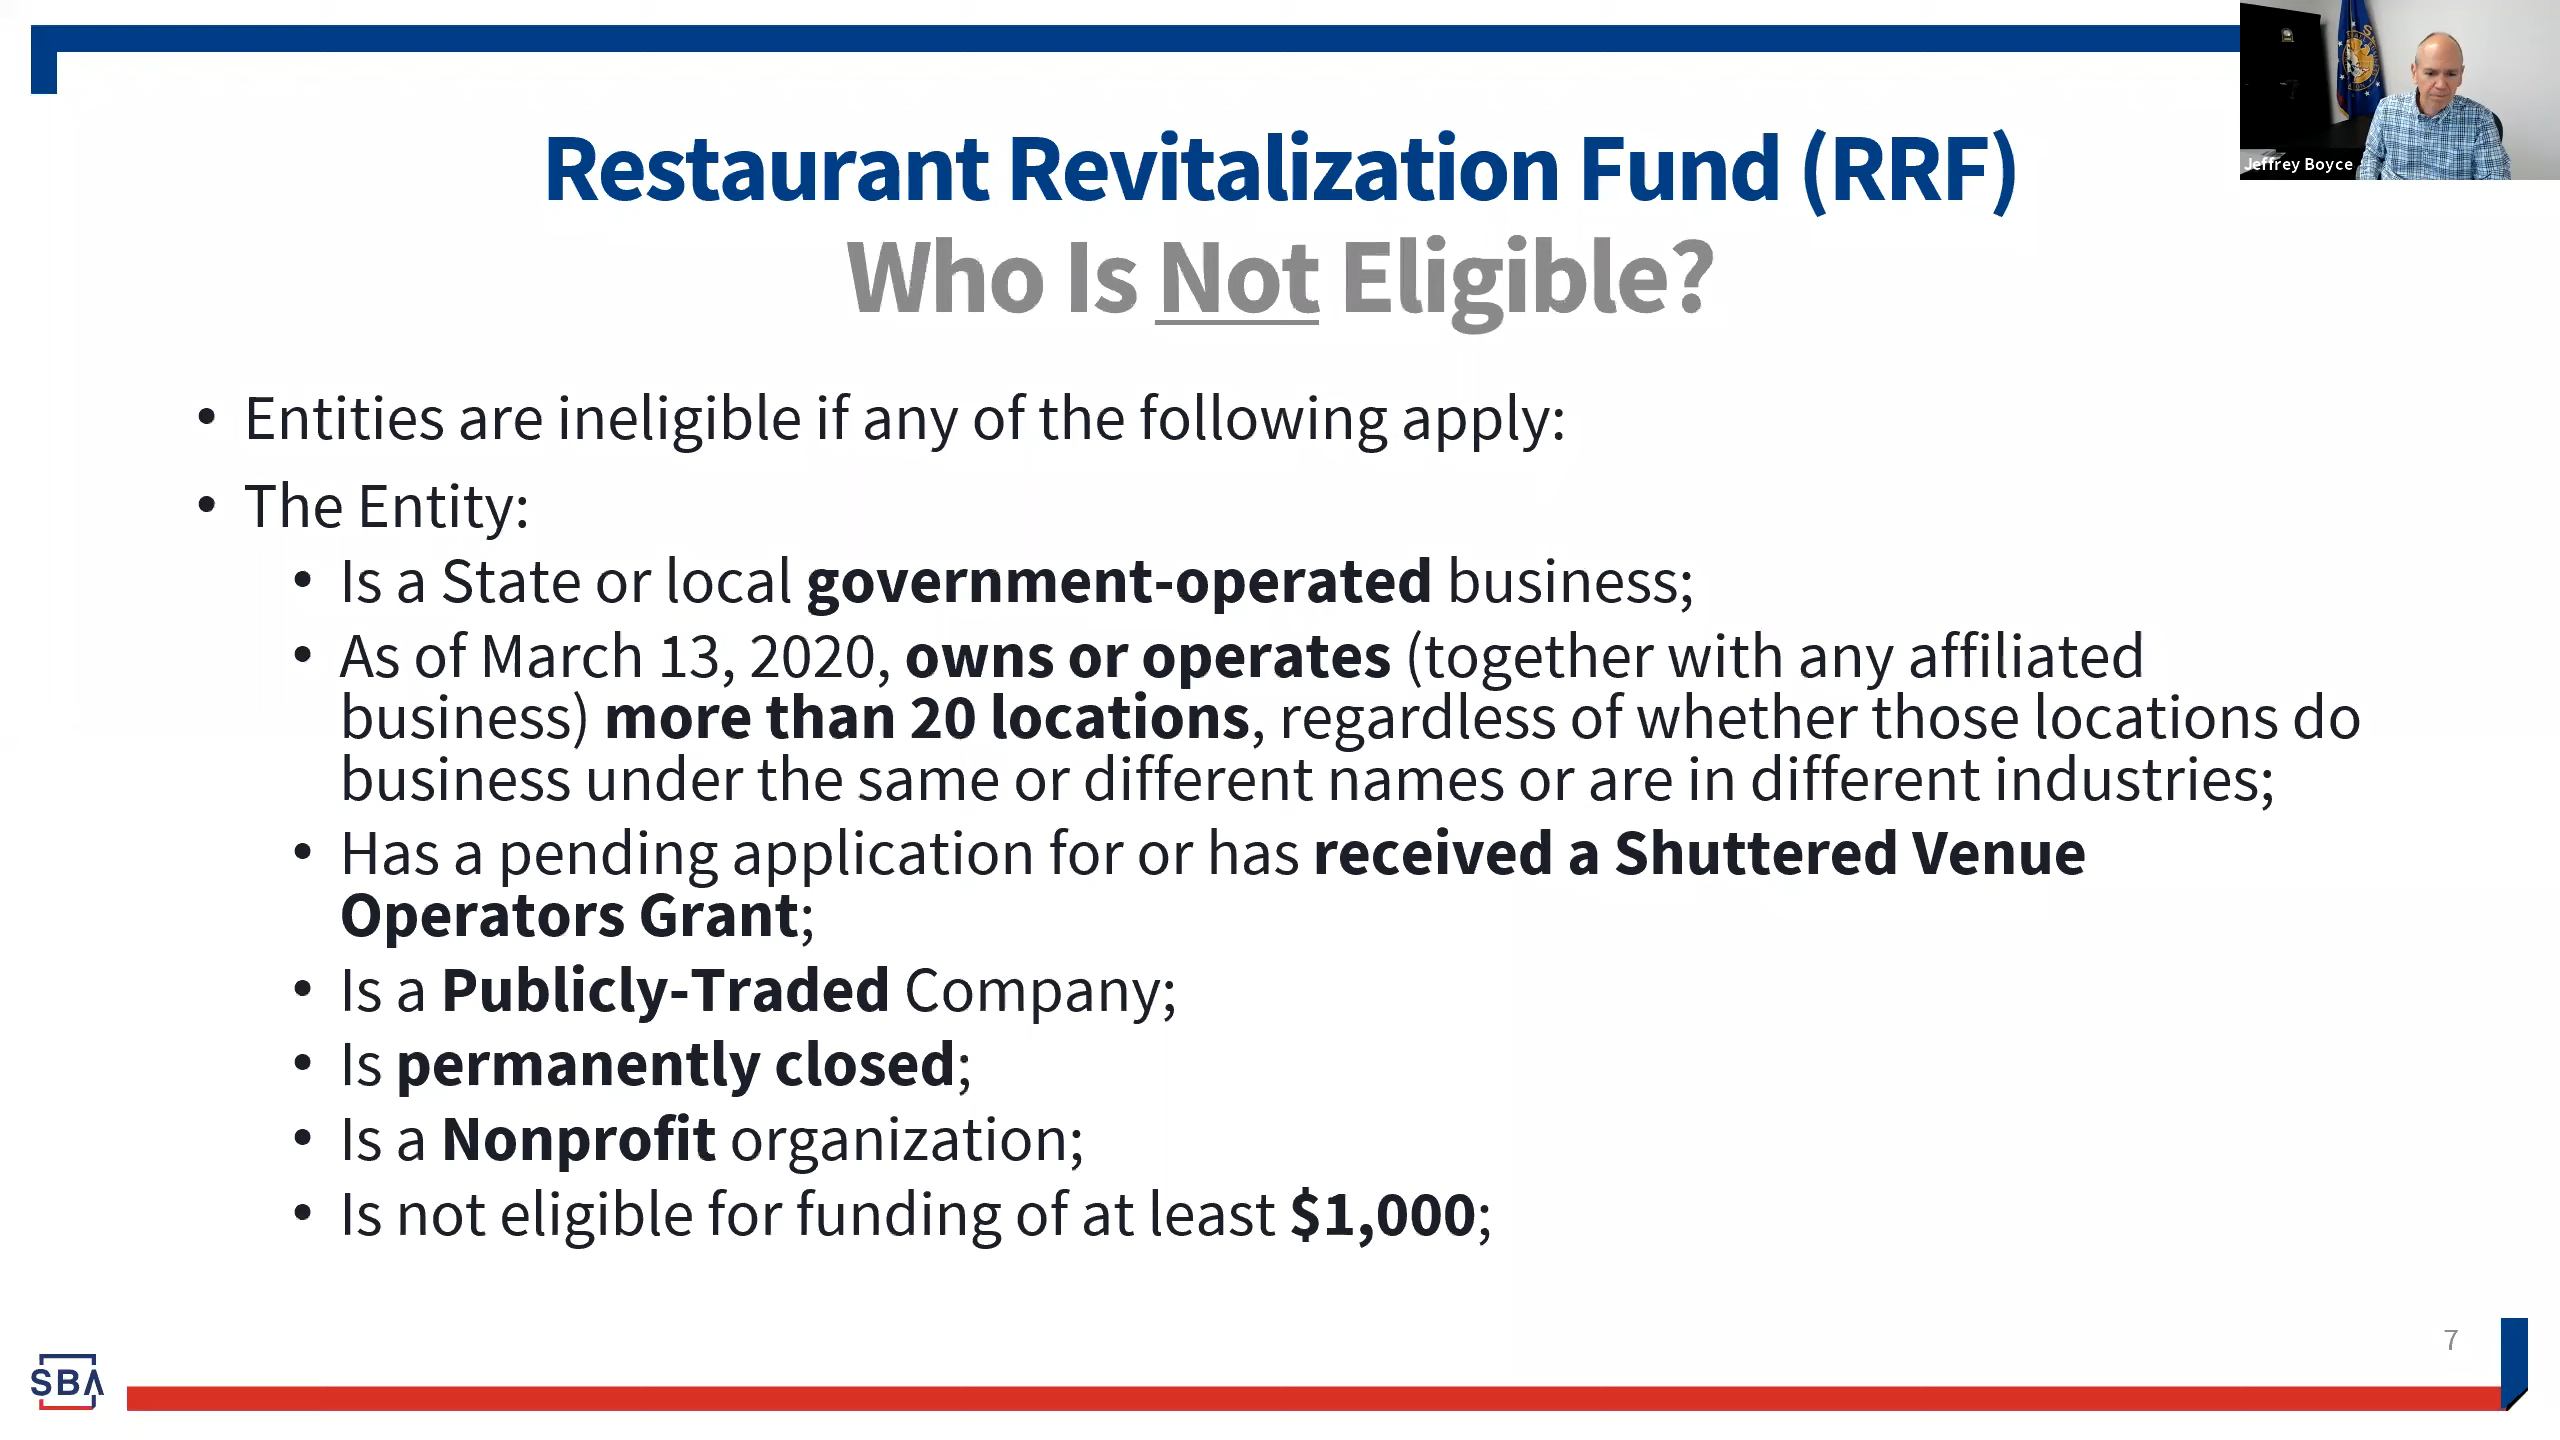 Jeffrey Boyce
Restaurant Revitalization Fund (RRF)
Who Is Not Eligible?
• Entities are ineligible if any of the following apply:
• The Entity:
• Is a State or local government-operated business;
• As of March 13, 2020, owns or operates (together with any affiliated
business) more than 20 locations, regardless of whether those locations do
business under the same or different names or are in different industries;
• Has a pending application for or has received a Shuttered Venue
Operators Grant;
• Is a Publicly-Traded Company;
• Is permanently closed;
• Is a Nonprofit organization;
• Is not eligible for funding of at least $1,000;
7
SBA